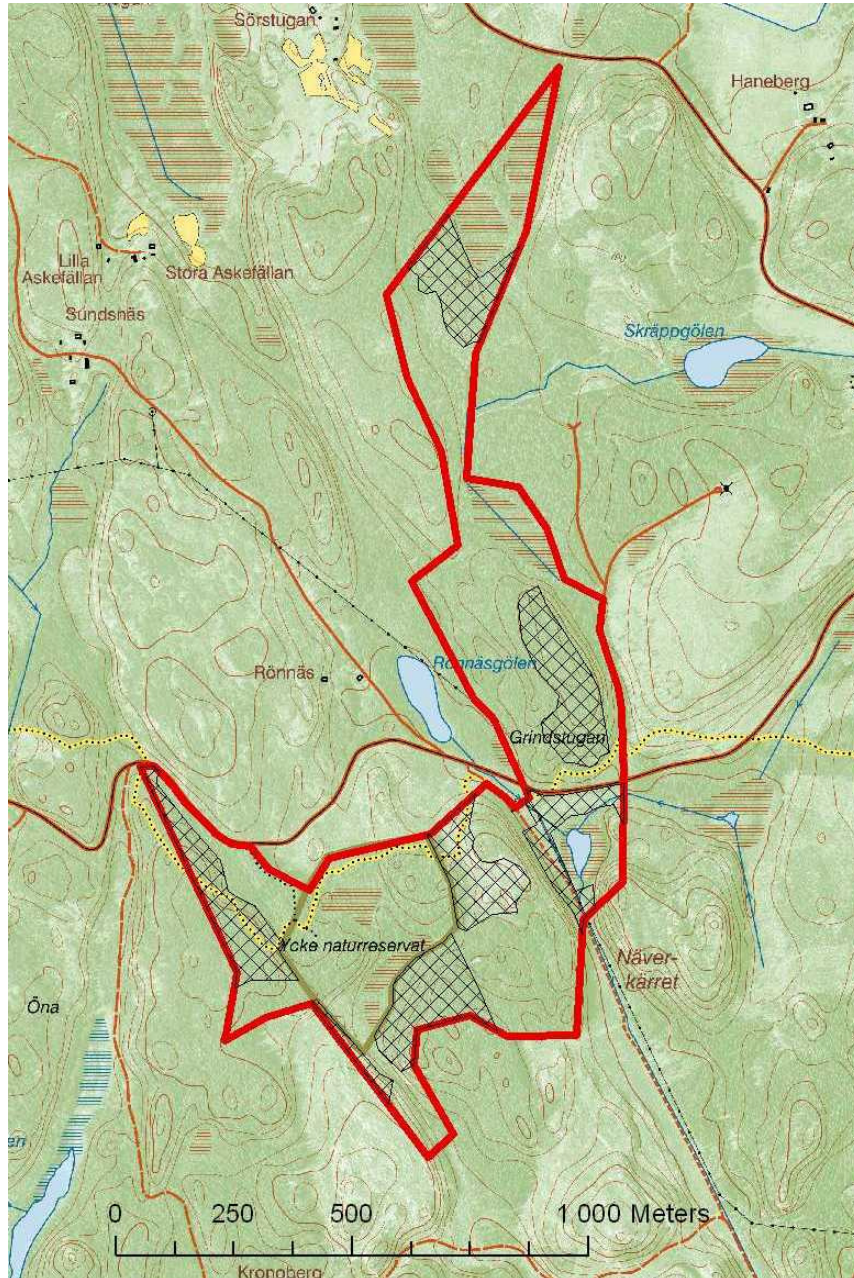 Sörstugan
Haneberg
Lilla
Askefällan
Stora Askefällan
Sundsnäs
Skräppgölen
Rönnäsgölen
Rönnäs
Grindstugan
Ycke naturreservat
Näver-
kärret
Öna
en
0 250 500 1 000 Meters
Kronoberg